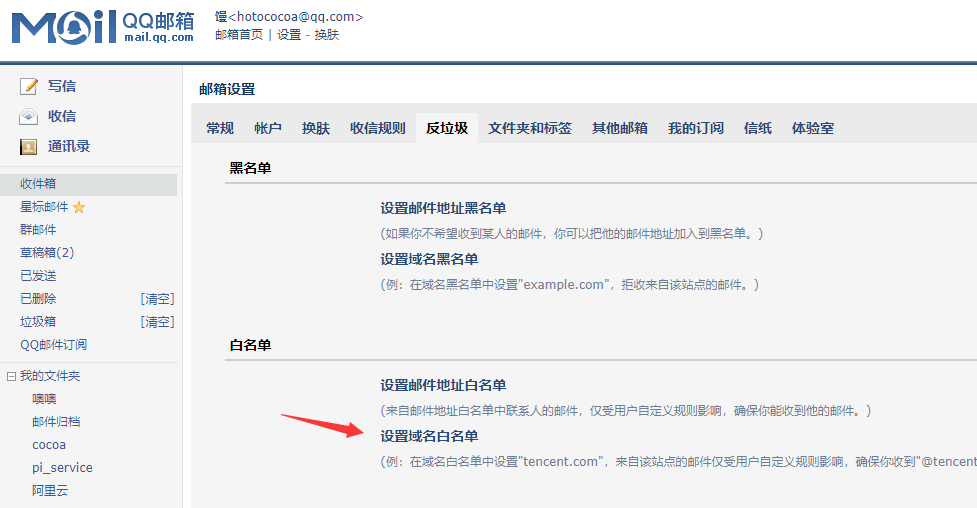 Mail QQ邮箱
mail.qq.com
馒<hotococoa@qq.com>
邮箱首页 | 设置 - 换肤
写信
收信
通讯录
收件箱
星标邮件
群邮件
草稿箱(2)
已发送
已删除 [清空]
垃圾箱 [清空]
QQ邮件订阅
我的文件夹
噢噢
邮件归档
cocoa
pi_service
阿里云
邮箱设置
常规 帐户 换肤 收信规则 反垃圾 文件夹和标签 其他邮箱 我的订阅 信纸 体验室
黑名单
设置邮件地址黑名单
(如果你不希望收到某人的邮件，你可以把他的邮件地址加入到黑名单。)
设置域名黑名单
(例：在域名黑名单中设置"example.com"，拒收来自该站点的邮件。)
白名单
设置邮件地址白名单
(来自邮件地址白名单中联系人的邮件，仅受用户自定义规则影响，确保你能收到他的邮件。)
设置域名白名单
(例：在域名白名单中设置"tencent.com"，来自该站点的邮件仅受用户自定义规则影响，确保你收到"@tencent